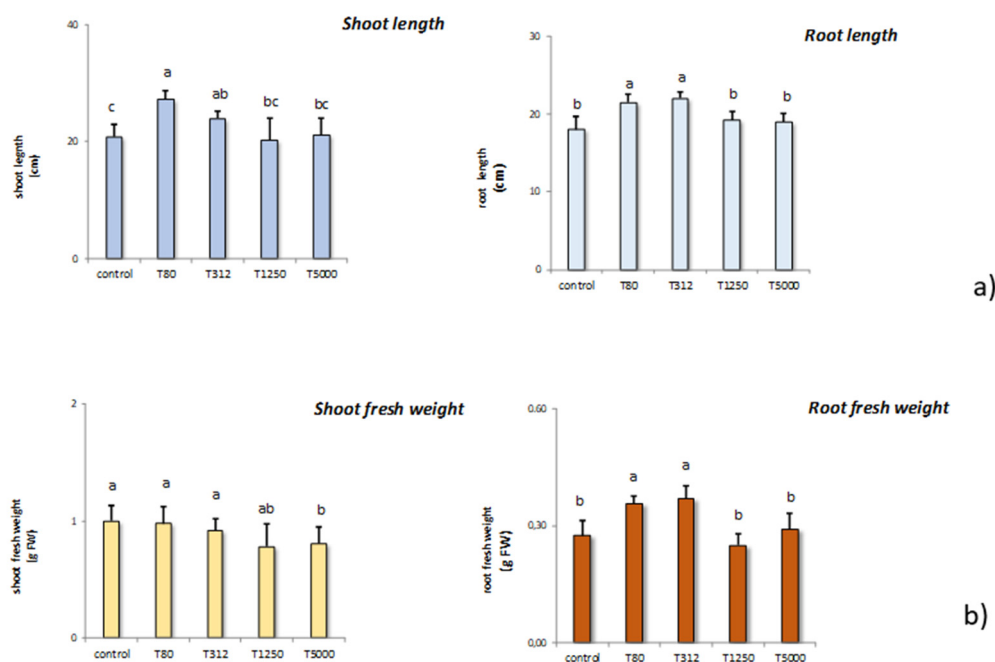 Shoot length
40
20
0
shoot legnth
(cm)
c
a
ab
bc
bc
control
T80
T312
T1250
T5000
Root length
30
20
10
0
root length
(cm)
b
a
a
b
b
control
T80
T312
T1250
T5000
a)
Shoot fresh weight
2
1
0
shoot fresh weight
(g FW)
a
a
a
ab
b
control
T80
T312
T1250
T5000
Root fresh weight
0.60
0,30
0,00
root fresh weight
(g FW)
b
a
a
b
b
control
T80
T312
T1250
T5000
b)